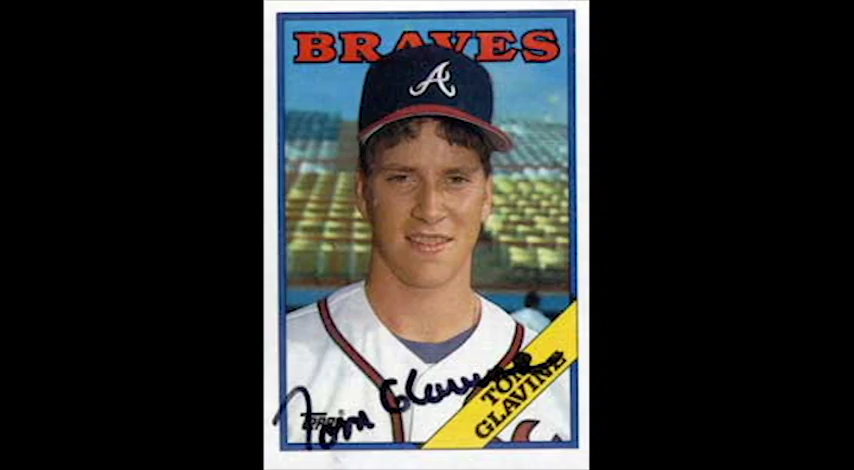 BRAVES
A
Tom Glavine
TOPPS
TOM
GLAVINE